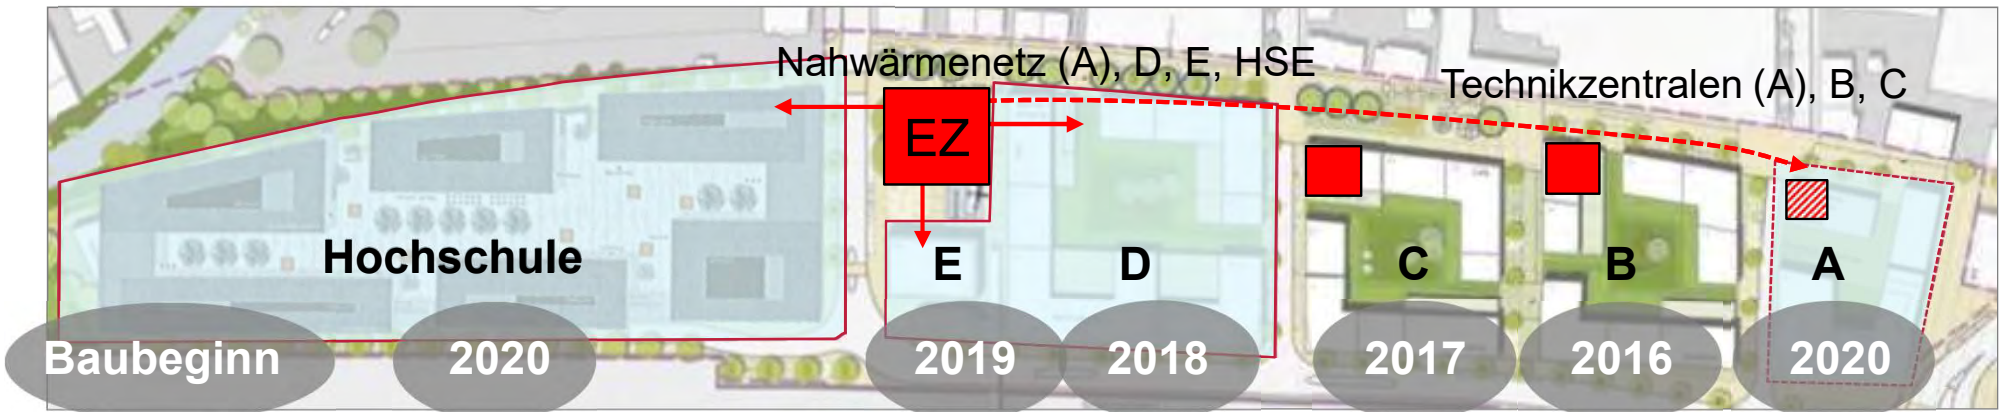 Nahwärmenetz (A), D, E, HSE
Technikzentralen (A), B, C
EZ
Hochschule
E
D
C
B
A
Baubeginn
2020
2019
2018
2017
2016
2020